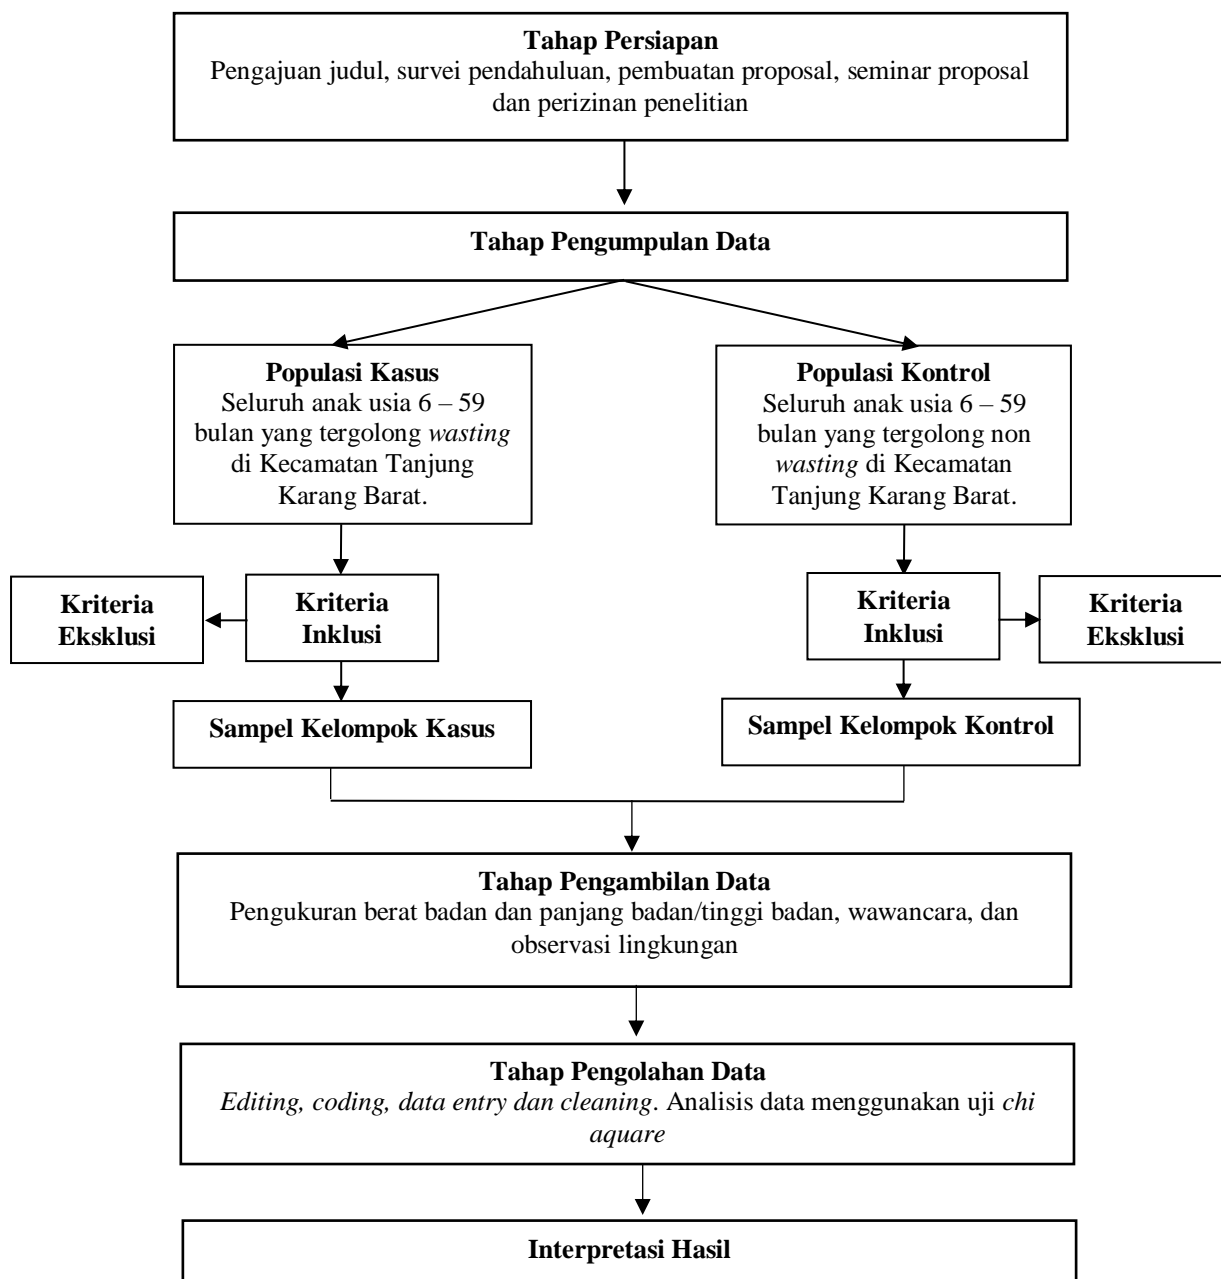 Tahap Persiapan
Pengajuan judul, survei pendahuluan, pembuatan proposal, seminar proposal
dan perizinan penelitian
Tahap Pengumpulan Data
Populasi Kasus
Seluruh anak usia 6 – 59
bulan yang tergolong wasting
di Kecamatan Tanjung
Karang Barat.
Populasi Kontrol
Seluruh anak usia 6 – 59
bulan yang tergolong non
wasting di Kecamatan
Tanjung Karang Barat.
Kriteria
Eksklusi
Kriteria
Inklusi
Kriteria
Inklusi
Kriteria
Eksklusi
Sampel Kelompok Kasus
Sampel Kelompok Kontrol
Tahap Pengambilan Data
Pengukuran berat badan dan panjang badan/tinggi badan, wawancara, dan
observasi lingkungan
Tahap Pengolahan Data
Editing, coding, data entry dan cleaning. Analisis data menggunakan uji chi
aquare
Interpretasi Hasil